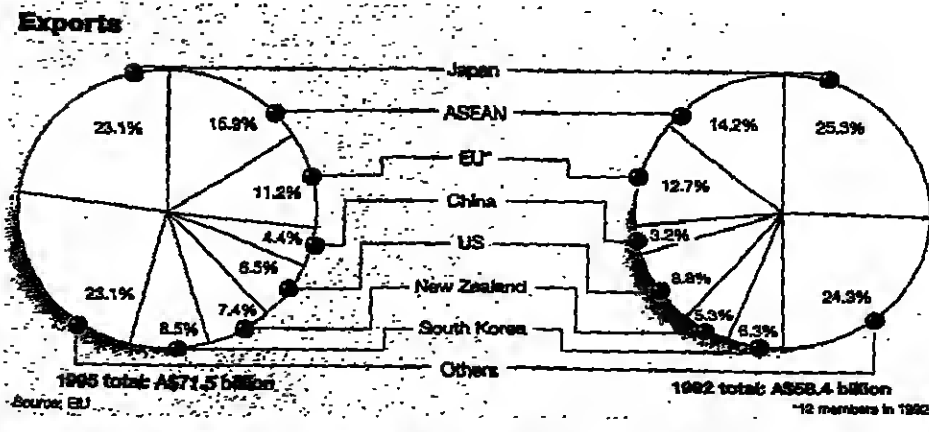 Exports
Japan
23.1% 15.9% ASEAN 14.2% 25.3%
EU*
11.2% 12.7%
China
4.4% 3.2%
US
6.5% 8.8%
New Zealand
23.1% 7.4% 5.3% 24.3%
8.5% South Korea 6.3%
Others
1995 total: A$71.5 billion 1992 total: A$58.4 billion
Source: EIU *12 members in 1992